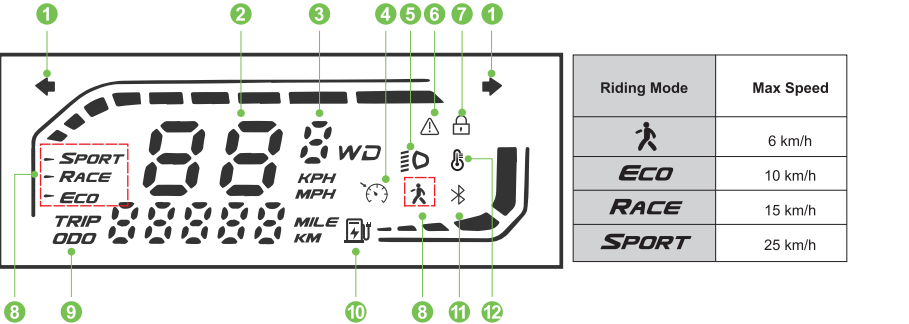 1 2 3 4 5 6 7 1
88 8 WD
SPORT
RACE
ECO
KPH
MPH
TRIP
ODO
88888
MILE
KM
8 9 10 8 11 12
Riding Mode Max Speed
6 km/h
ECO 10 km/h
RACE 15 km/h
SPORT 25 km/h